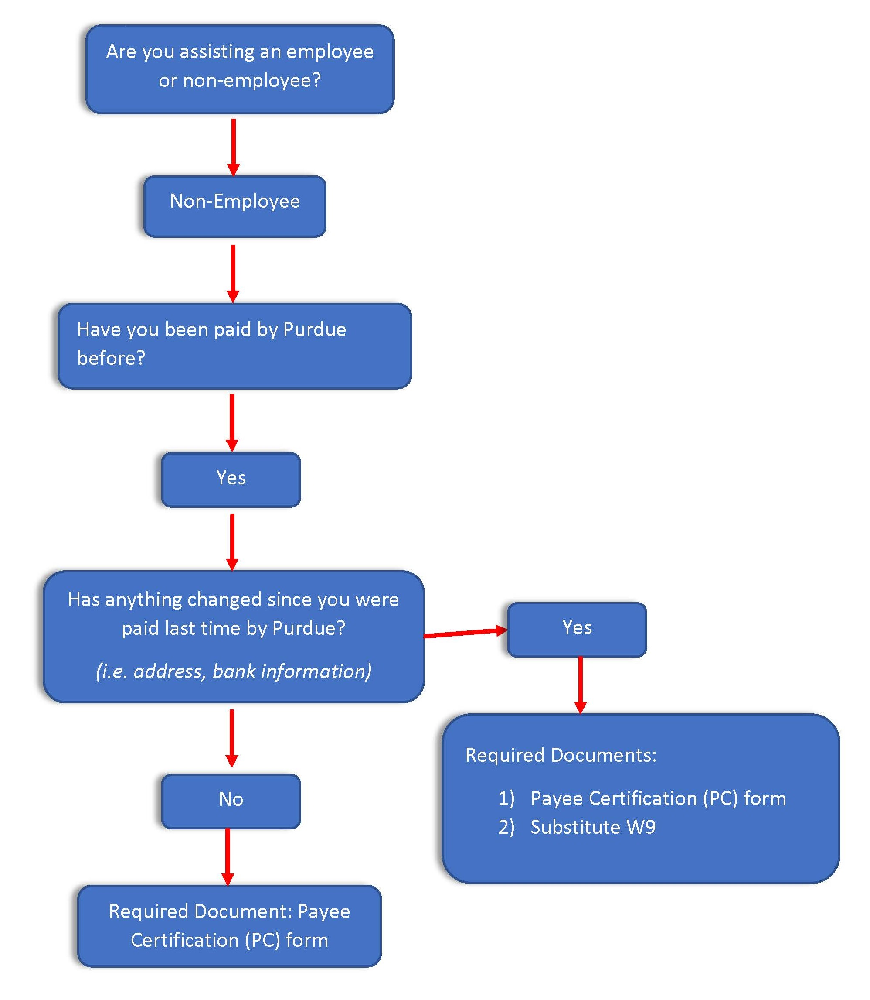 Are you assisting an employee
or non-employee?
Non-Employee
Have you been paid by Purdue
before?
Yes
Has anything changed since you were
paid last time by Purdue?
(i.e. address, bank information)
Yes
Required Documents:
1) Payee Certification (PC) form
2) Substitute W9
No
Required Document: Payee
Certification (PC) form